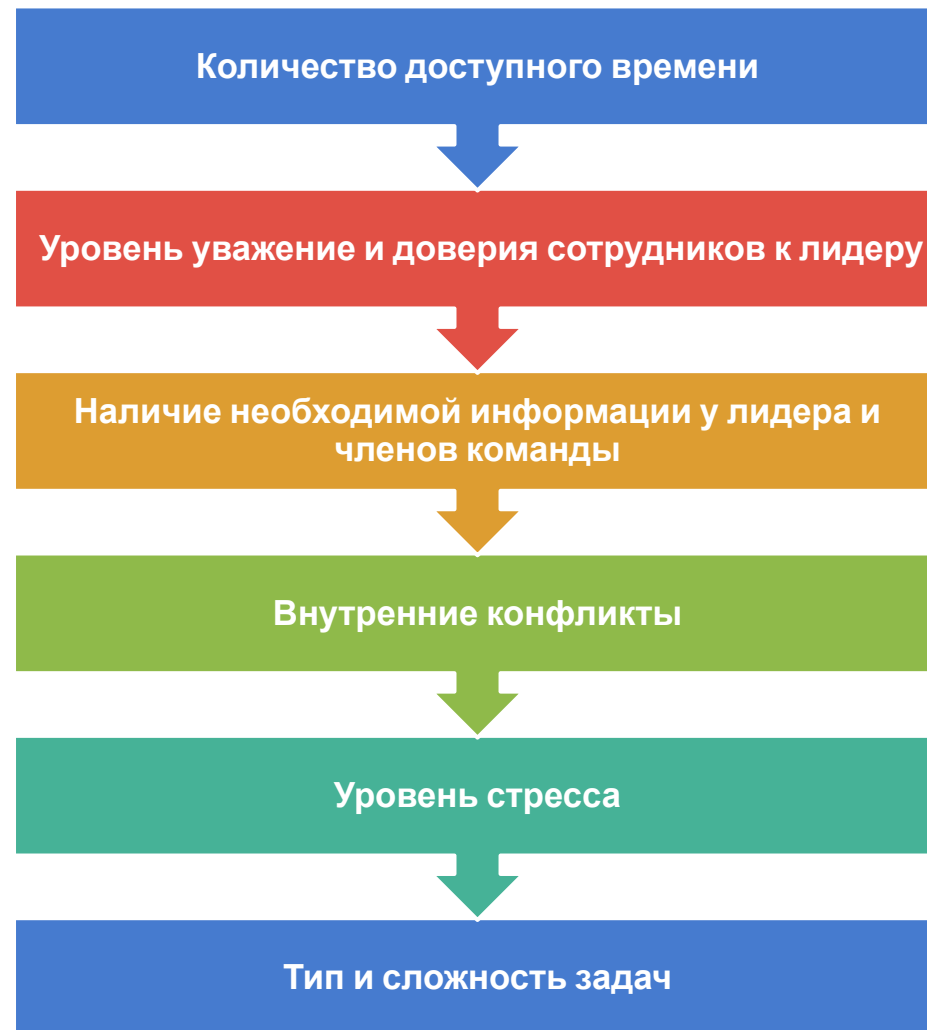 Количество доступного времени
Уровень уважение и доверия сотрудников к лидеру
Наличие необходимой информации у лидера и
членов команды
Внутренние конфликты
Уровень стресса
Тип и сложность задач